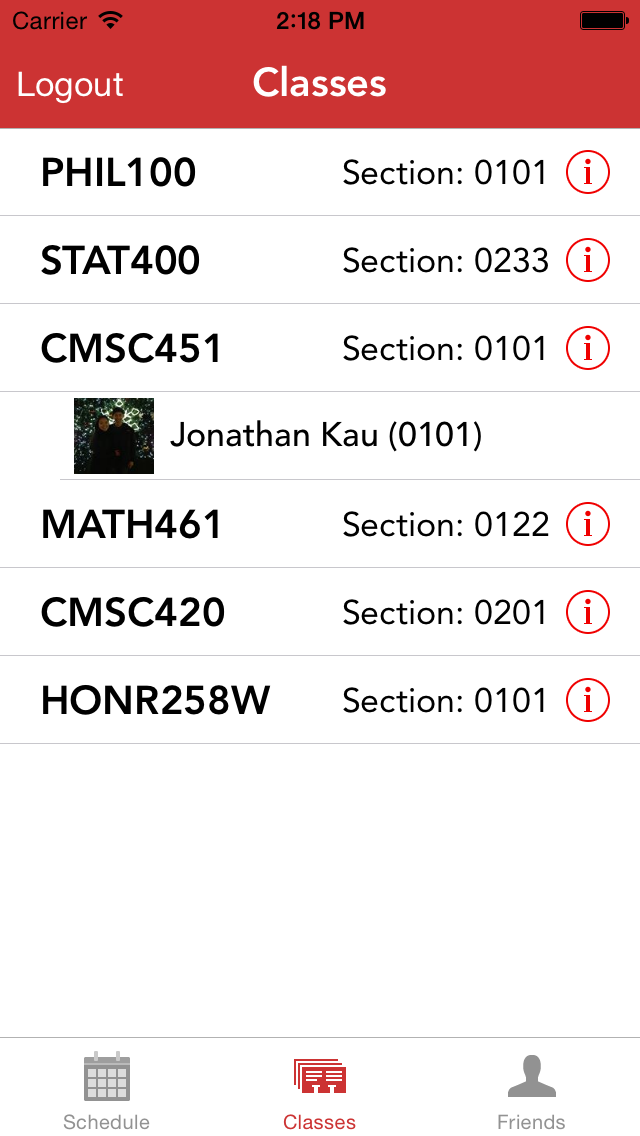 Carrier 2:18 PM
Logout Classes
PHIL100 Section: 0101 i
STAT400 Section: 0233 i
CMSC451 Section: 0101 i
Jonathan Kau (0101)
MATH461 Section: 0122 i
CMSC420 Section: 0201 i
HONR258W Section: 0101 i
Schedule Classes Friends